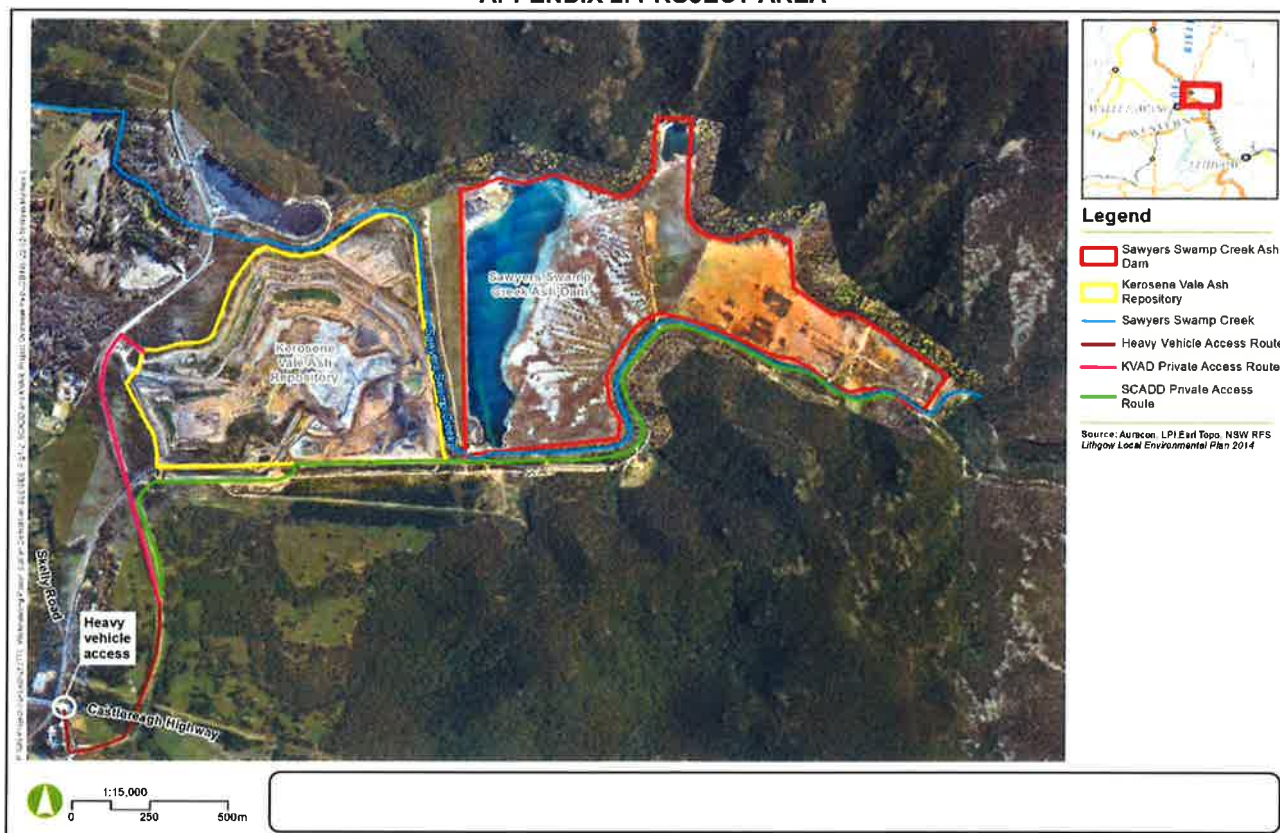 Legend
Sawyers Swamp Creek Ash
Dam
Kerosene Vale Ash
Repository
Sawyers Swamp Creek
Heavy Vehicle Access Route
KVAD Private Access Route
SCADD Private Access
Route
Source: Aurecon, LPI,Esri Topo, NSW RFS
Lithgow Local Environmental Plan 2014
Sawyers Swamp
Creek Ash Dam
Kerosene
Vale Ash
Repository
Sawyers Swamp Creek
Skelly Road
Heavy
vehicle
access
Castlereagh Highway
1:15,000
0 250 500m